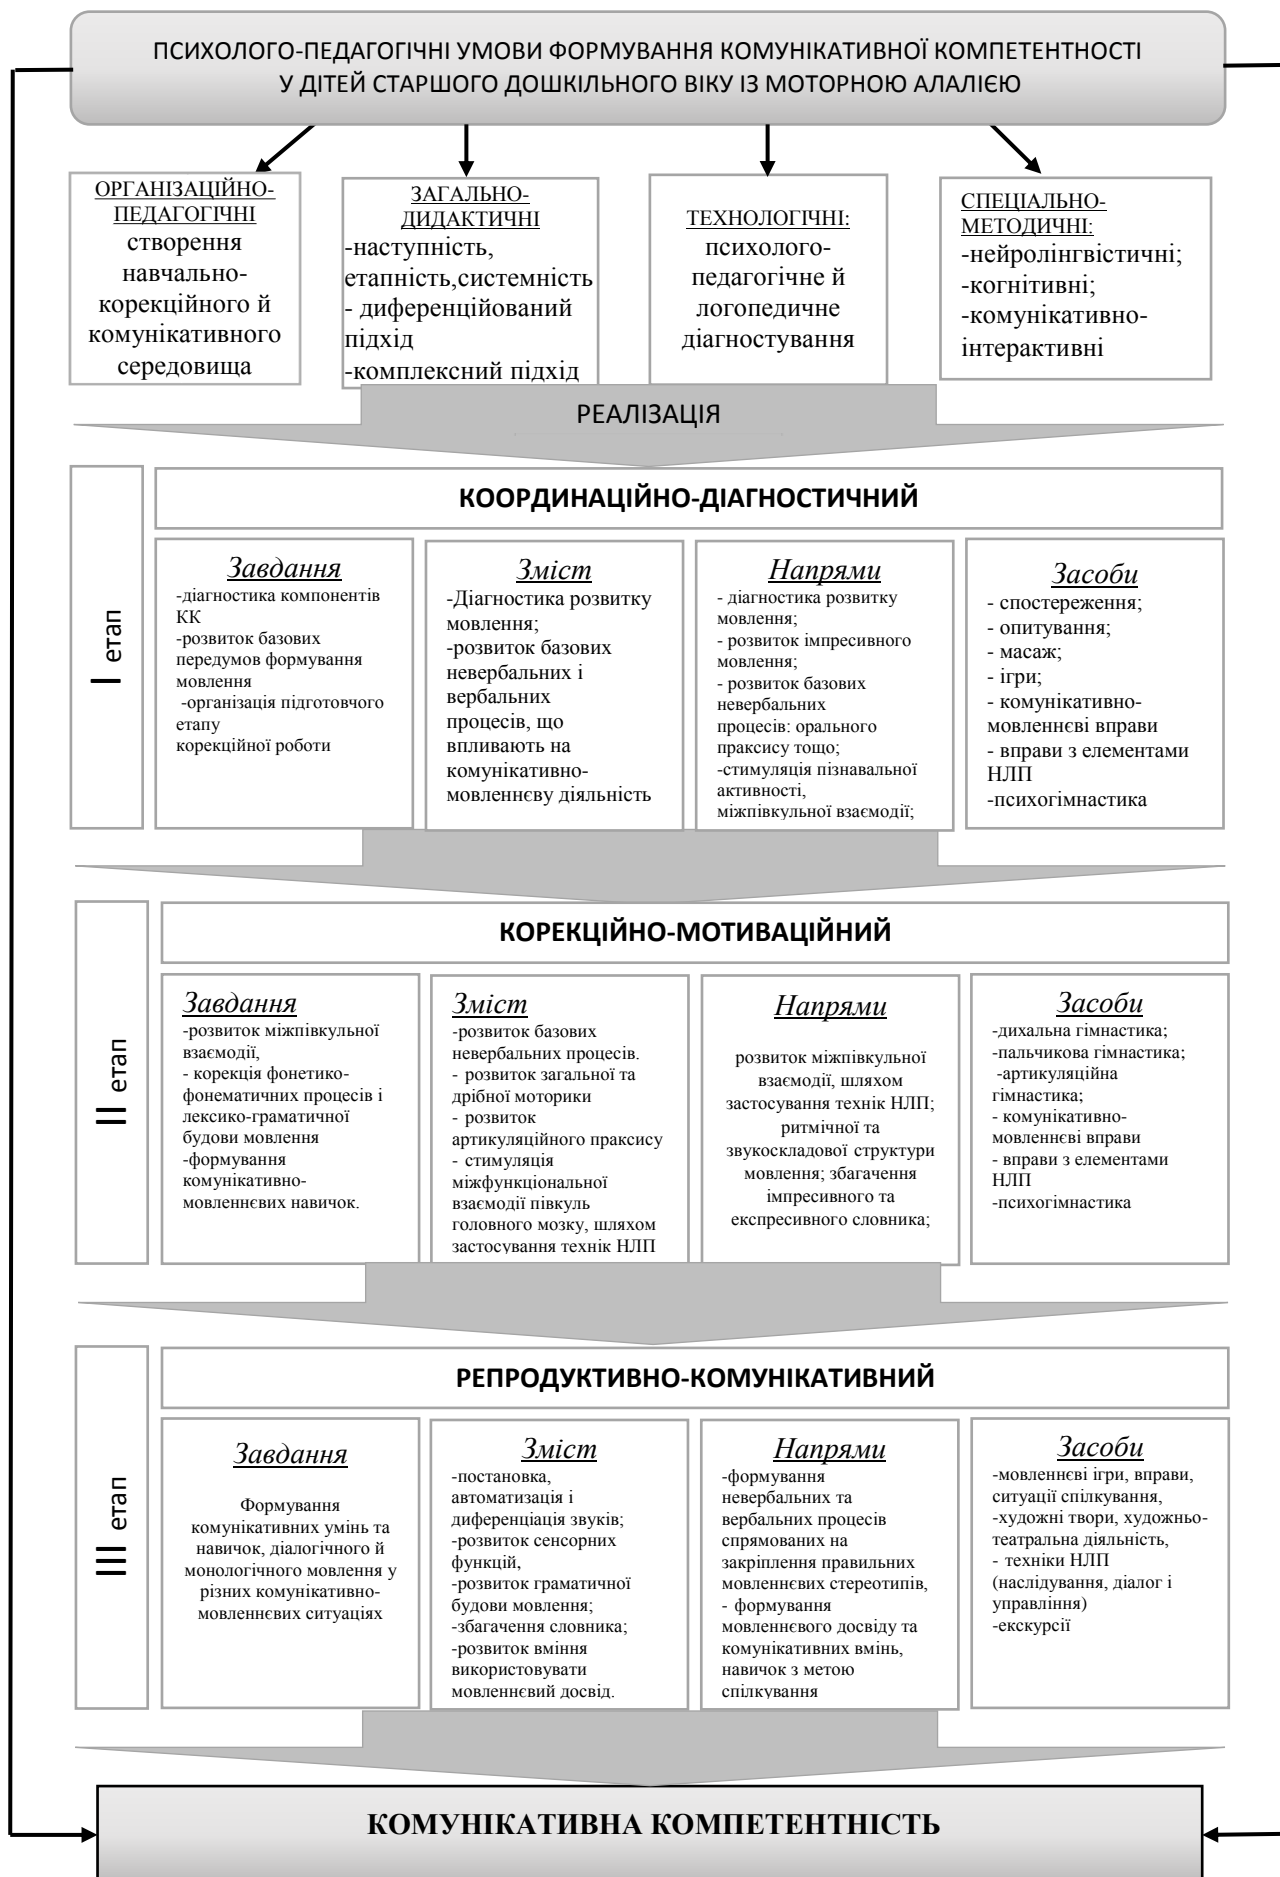 ПСИХОЛОГО-ПЕДАГОГІЧНІ УМОВИ ФОРМУВАННЯ КОМУНІКАТИВНОЇ КОМПЕТЕНТНОСТІ
У ДІТЕЙ СТАРШОГО ДОШКІЛЬНОГО ВІКУ ІЗ МОТОРНОЮ АЛАЛІЄЮ
ОРГАНІЗАЦІЙНО-
ПЕДАГОГІЧНІ
створення
навчально-
корекційного й
комунікативного
середовища
ЗАГАЛЬНО-
ДИДАКТИЧНІ
-наступність,
етапність,системність
- диференційований
підхід
-комплексний підхід
ТЕХНОЛОГІЧНІ:
психолого-
педагогічне й
логопедичне
діагностування
СПЕЦІАЛЬНО-
МЕТОДИЧНІ:
-нейролінгвістичні;
-когнітивні;
-комунікативно-
інтерактивні
РЕАЛІЗАЦІЯ
I етап
КООРДИНАЦІЙНО-ДІАГНОСТИЧНИЙ
Завдання
-діагностика компонентів
КК
-розвиток базових
передумов формування
мовлення
-організація підготовчого
етапу
корекційної роботи
Зміст
-Діагностика розвитку
мовлення;
-розвиток базових
невербальних і
вербальних
процесів, що
впливають на
комунікативно-
мовленнєву діяльність
Напрями
- діагностика розвитку
мовлення;
- розвиток імпресивного
мовлення;
- розвиток базових
невербальних
процесів: орального
праксису тощо;
-стимуляція пізнавальної
активності,
міжпівкульної взаємодії;
Засоби
- спостереження;
- опитування;
- масаж;
- ігри;
- комунікативно-
мовленнєві вправи
- вправи з елементами
НЛП
-психогімнастика
II етап
КОРЕКЦІЙНО-МОТИВАЦІЙНИЙ
Завдання
-розвиток міжпівкульної
взаємодії,
- корекція фонетико-
фонематичних процесів і
лексико-граматичної
будови мовлення
-формування
комунікативно-
мовленнєвих навичок.
Зміст
-розвиток базових
невербальних процесів.
- розвиток загальної та
дрібної моторики
- розвиток
артикуляційного праксису
- стимуляція
міжфункціональної
взаємодії півкуль
головного мозку, шляхом
застосування технік НЛП
Напрями
розвиток міжпівкульної
взаємодії, шляхом
застосування технік НЛП;
ритмічної та
звукоскладової структури
мовлення; збагачення
імпресивного та
експресивного словника;
Засоби
-дихальна гімнастика;
-пальчикова гімнастика;
-артикуляційна
гімнастика;
- комунікативно-
мовленнєві вправи
- вправи з елементами
НЛП
-психогімнастика
III етап
РЕПРОДУКТИВНО-КОМУНІКАТИВНИЙ
Завдання
Формування
комунікативних умінь та
навичок, діалогічного й
монологічного мовлення у
різних комунікативно-
мовленнєвих ситуаціях
Зміст
-постановка,
автоматизація і
диференціація звуків;
-розвиток сенсорних
функцій,
-розвиток граматичної
будови мовлення;
-збагачення словника;
-розвиток вміння
використовувати
мовленнєвий досвід.
Напрями
-формування
невербальних та
вербальних процесів
спрямованих на
закріплення правильних
мовленнєвих стереотипів,
- формування
мовленнєвого досвіду та
комунікативних вмінь,
навичок з метою
спілкування
Засоби
-мовленнєві ігри, вправи,
ситуації спілкування,
-художні твори, художньо-
театральна діяльність,
- техніки НЛП
(наслідування, діалог і
управління)
-екскурсії
КОМУНІКАТИВНА КОМПЕТЕНТНІСТЬ